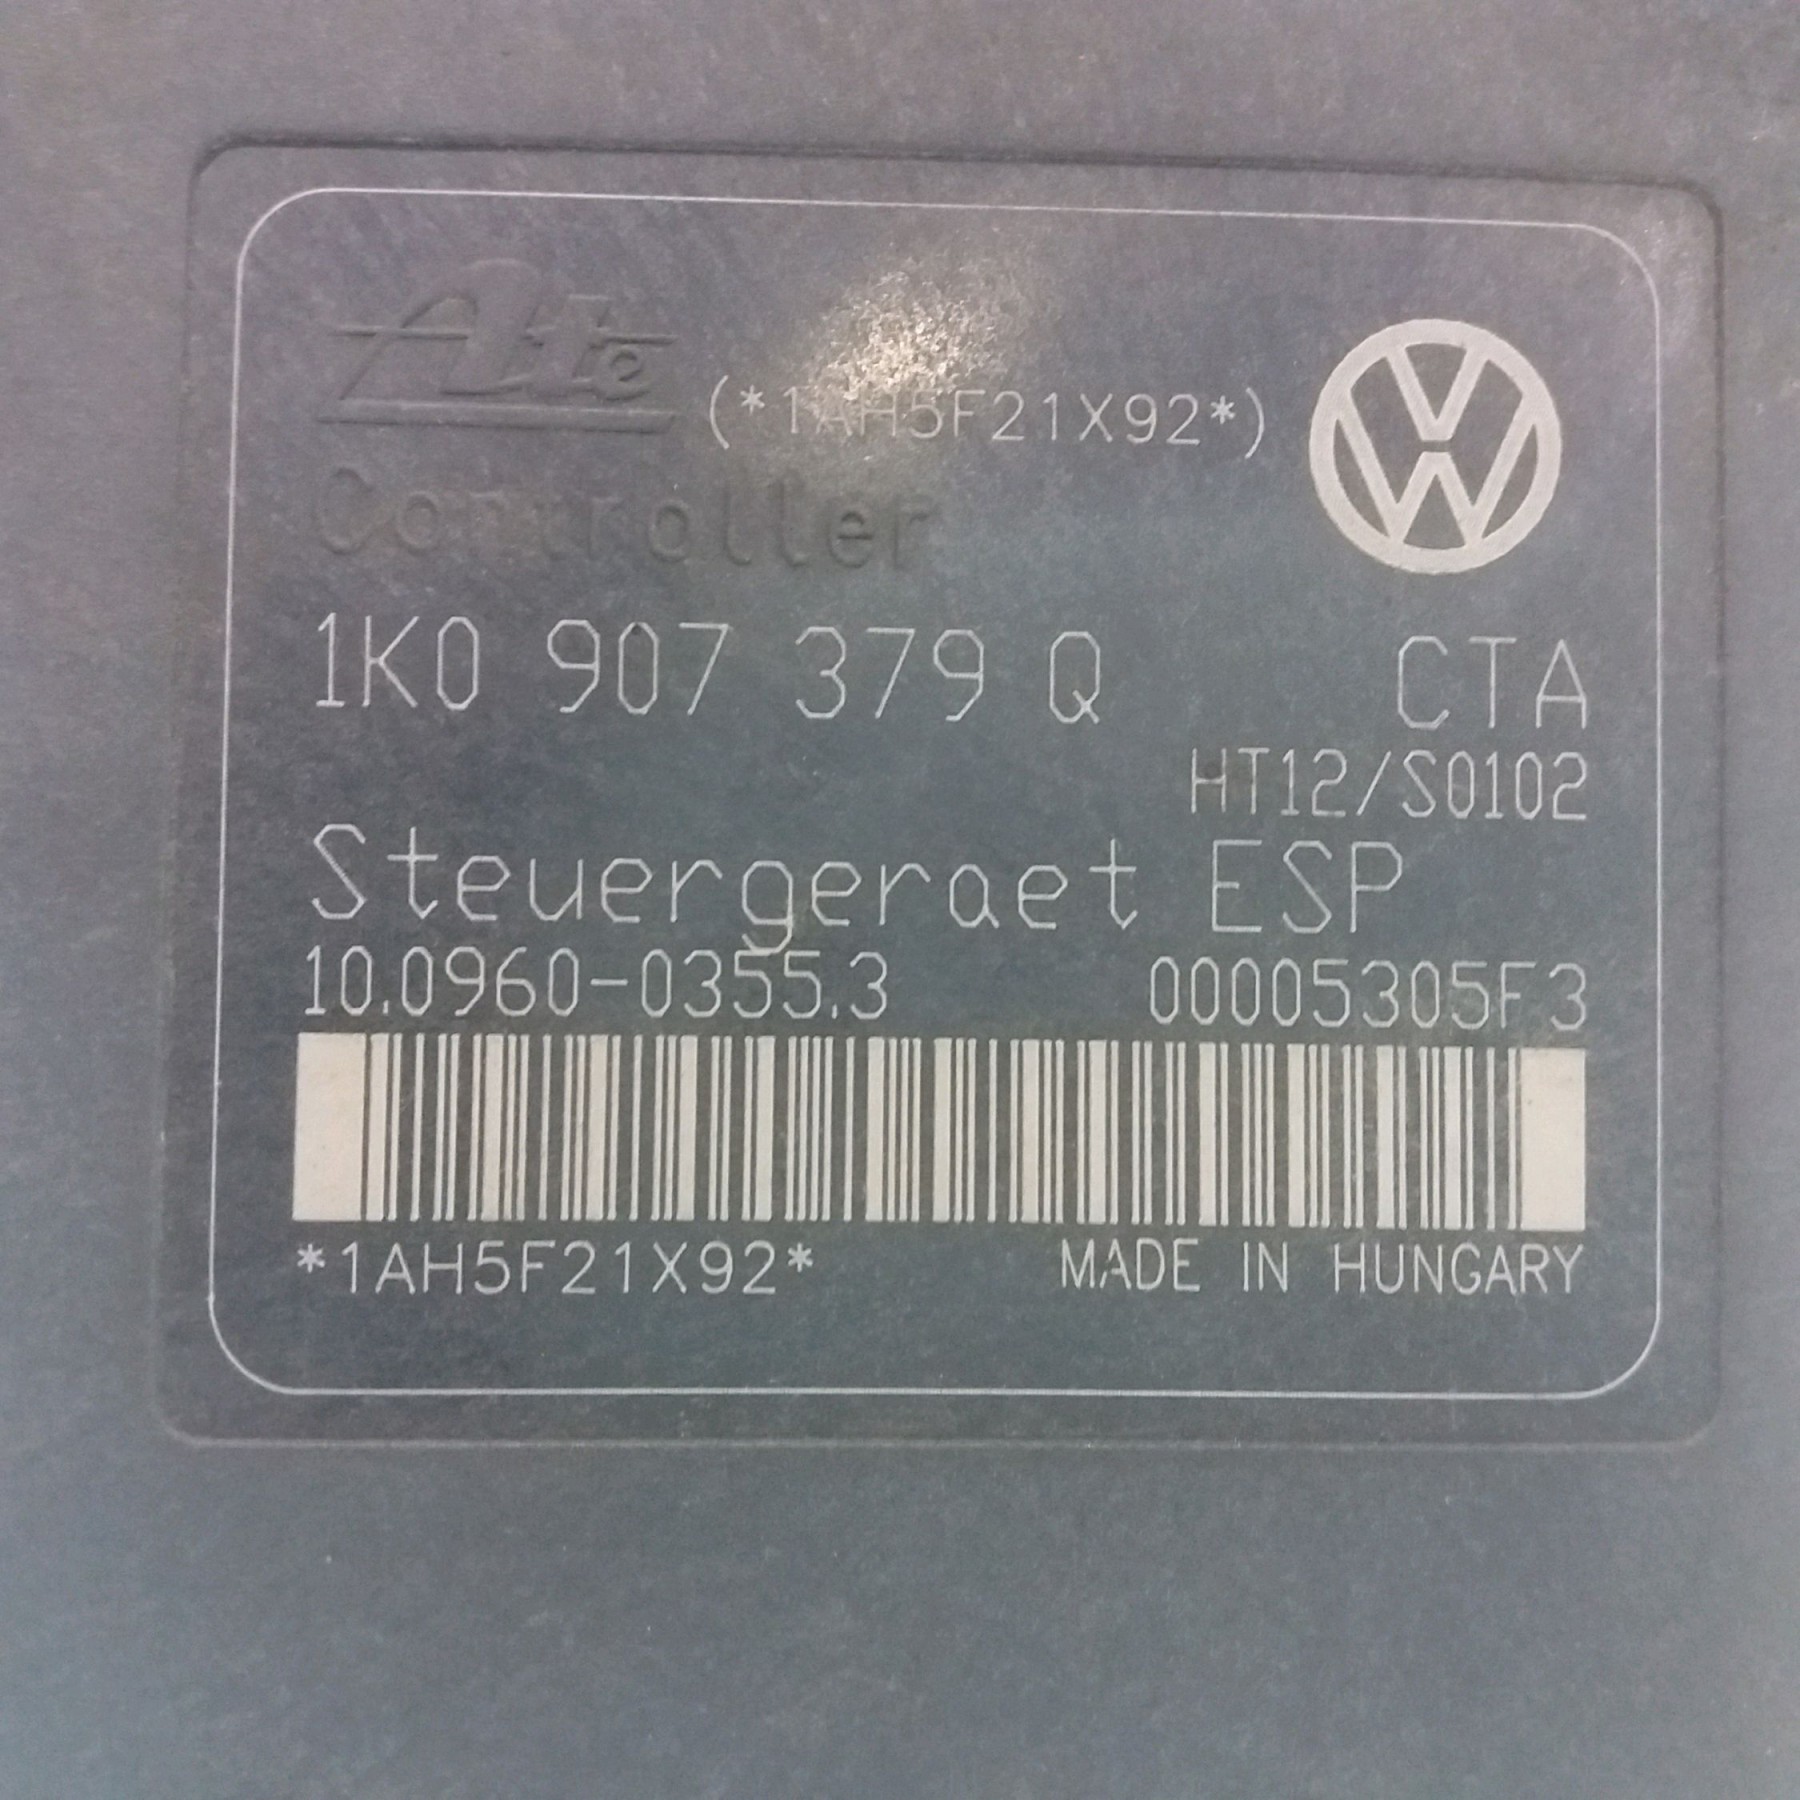 Ate (*1AH5F21X92*)
Controller
1K0 907 379 Q CTA
HT12/S0102
Steuergeraet ESP
10.0960-0355.3 00005305F3
*1AH5F21X92* MADE IN HUNGARY